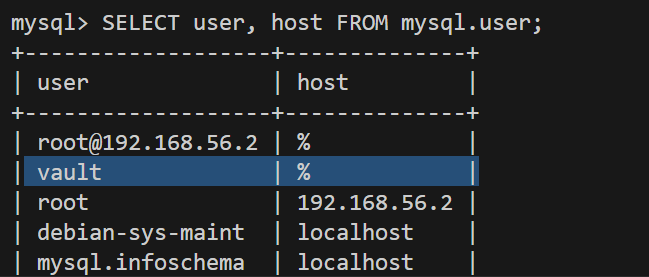 mysql> SELECT user, host FROM mysql.user;
+-------------------+--------------+
| user              | host         |
+-------------------+--------------+
| root@192.168.56.2 | %            |
| vault             | %            |
| root              | 192.168.56.2 |
| debian-sys-maint  | localhost    |
| mysql.infoschema  | localhost    |